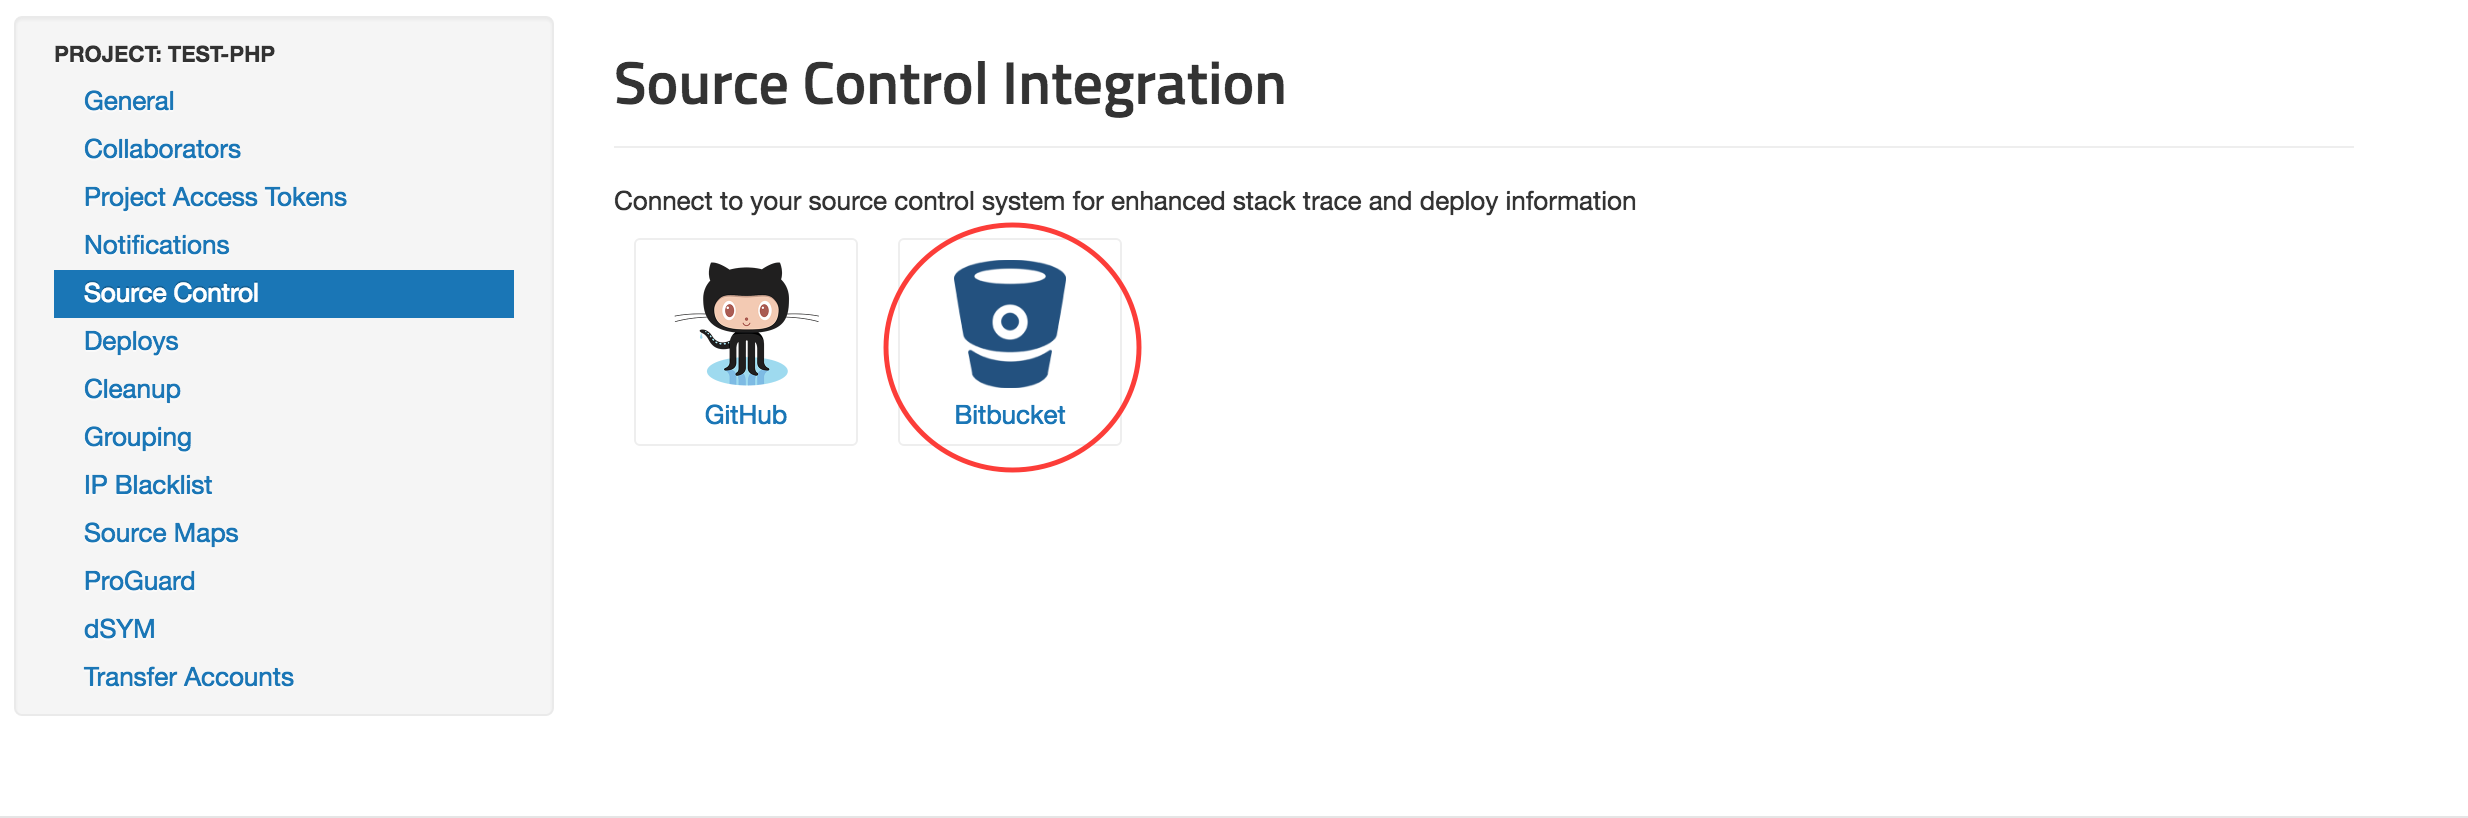 PROJECT: TEST-PHP
General
Collaborators
Project Access Tokens
Notifications
Source Control
Deploys
Cleanup
Grouping
IP Blacklist
Source Maps
ProGuard
dSYM
Transfer Accounts
Source Control Integration
Connect to your source control system for enhanced stack trace and deploy information
GitHub
Bitbucket